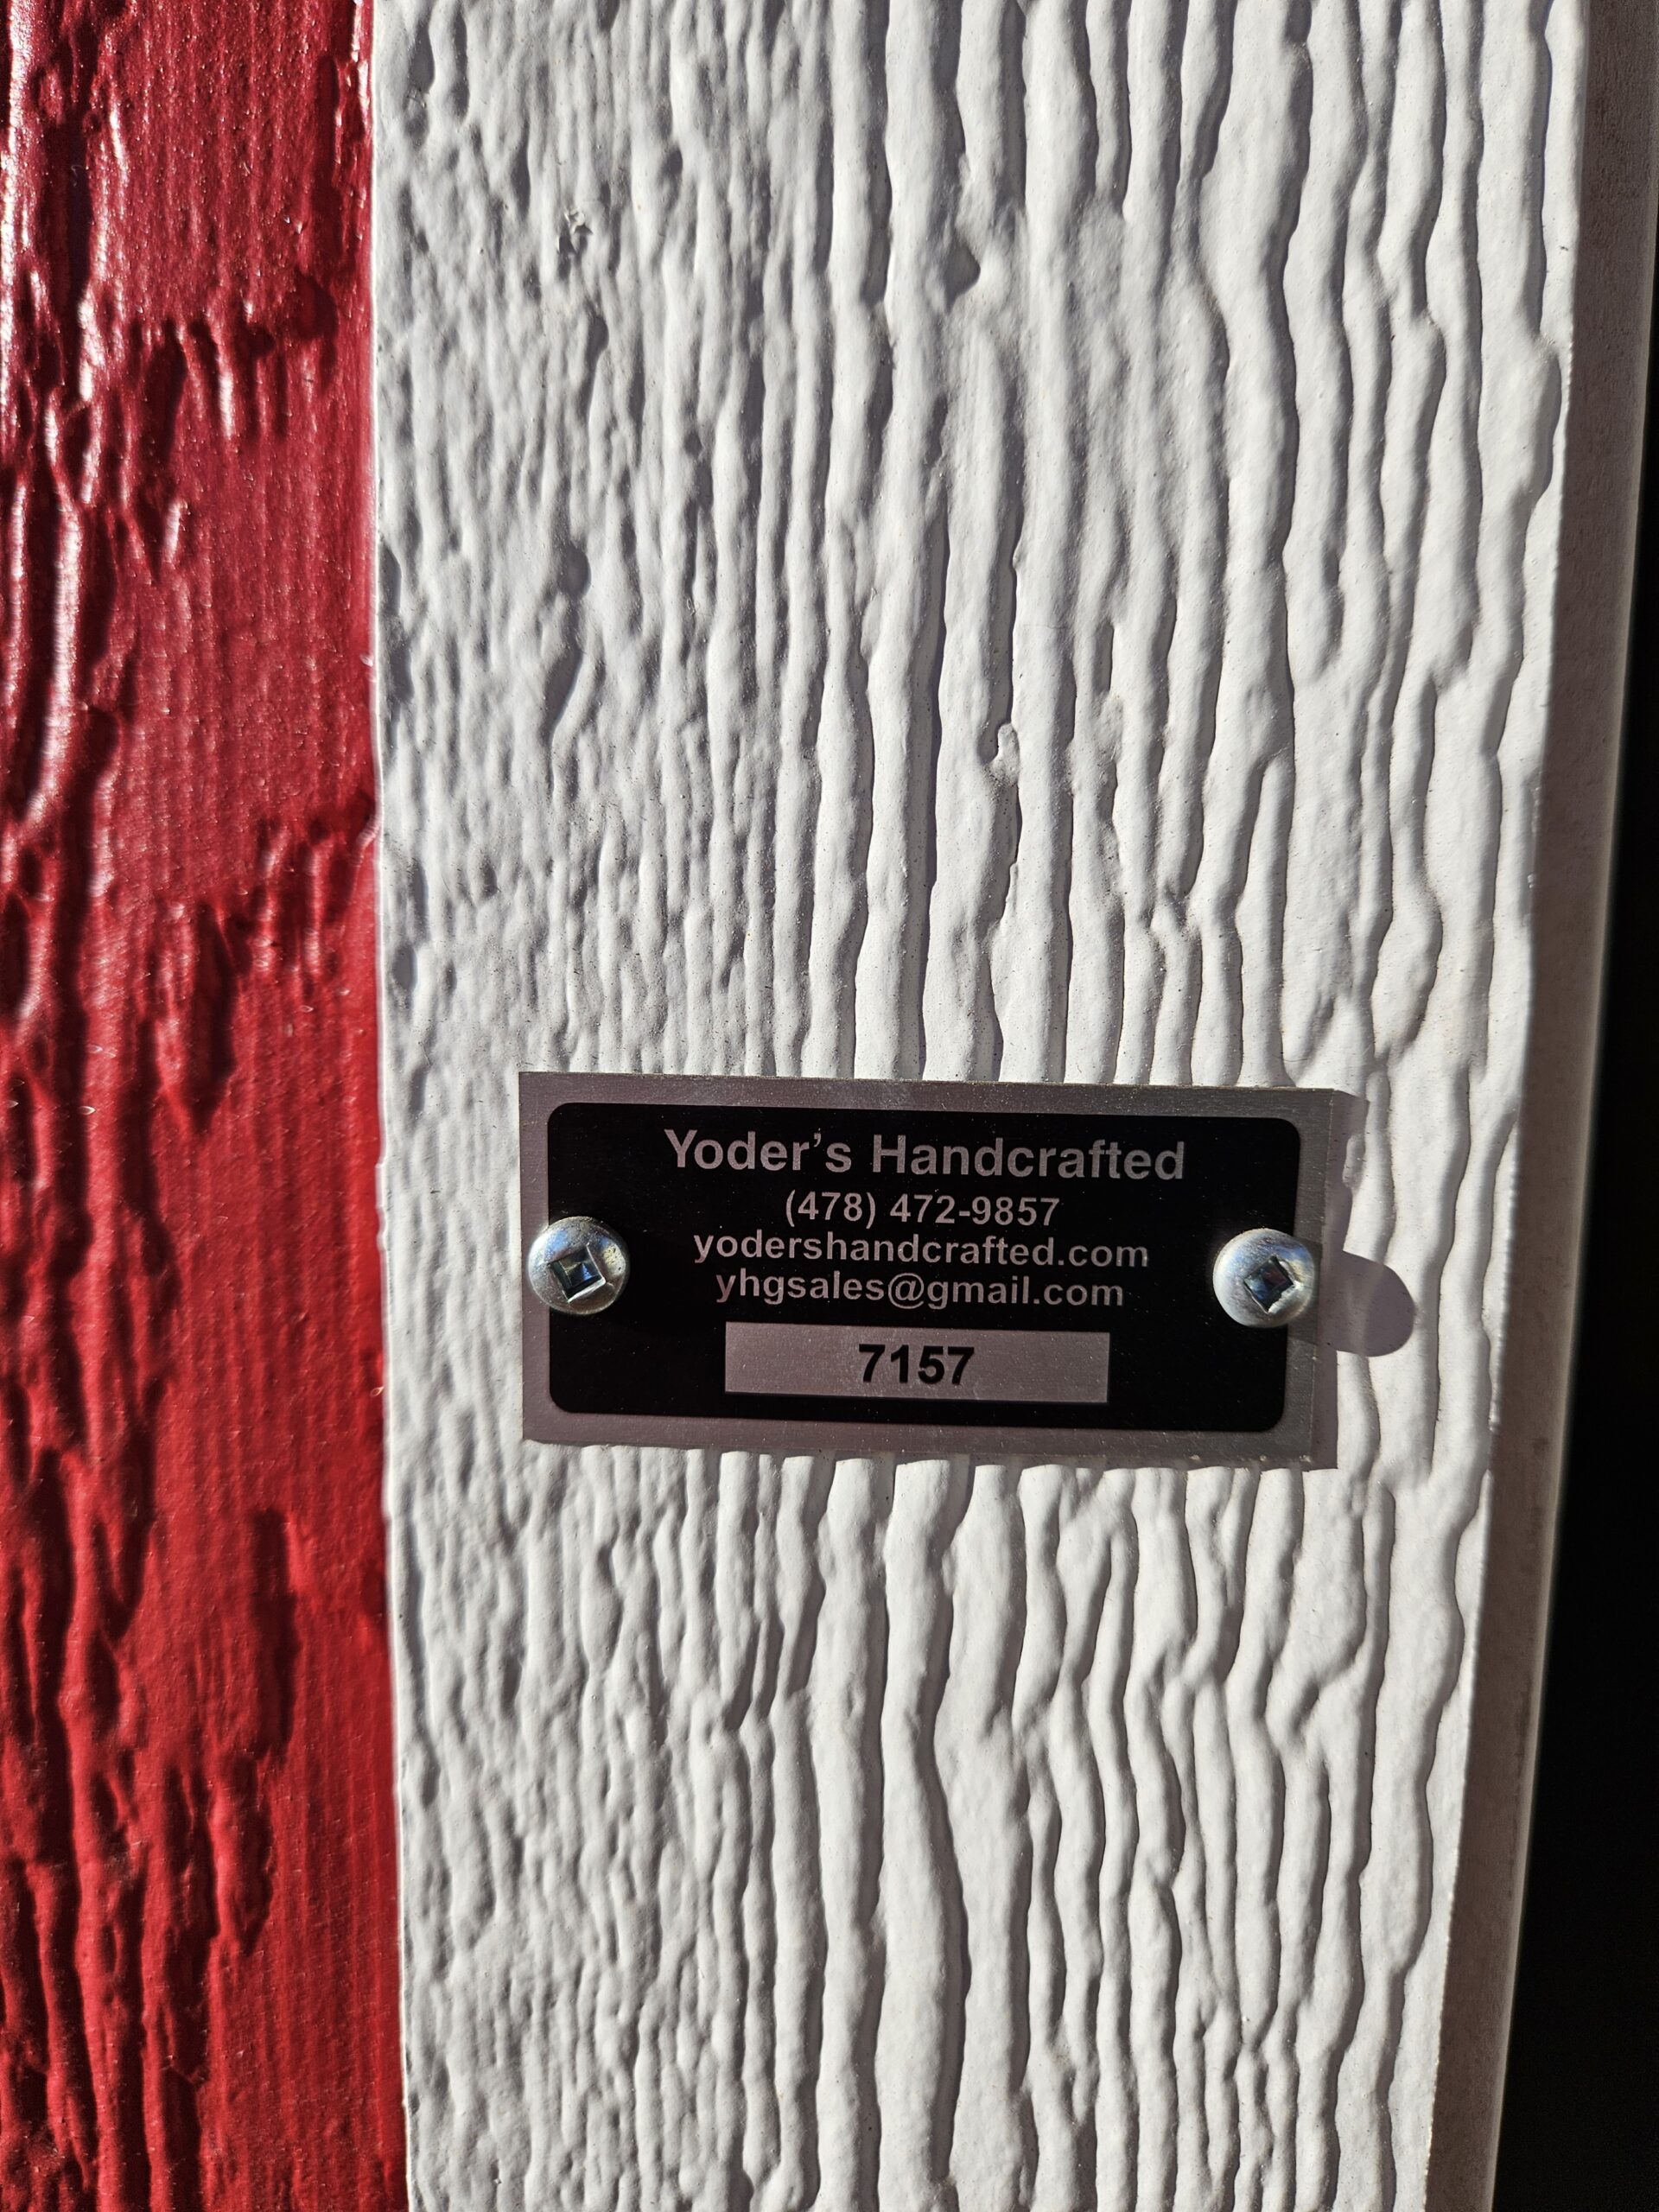 Yoder’s Handcrafted
(478) 472-9857
yodershandcrafted.com
yhgsales@gmail.com
7157